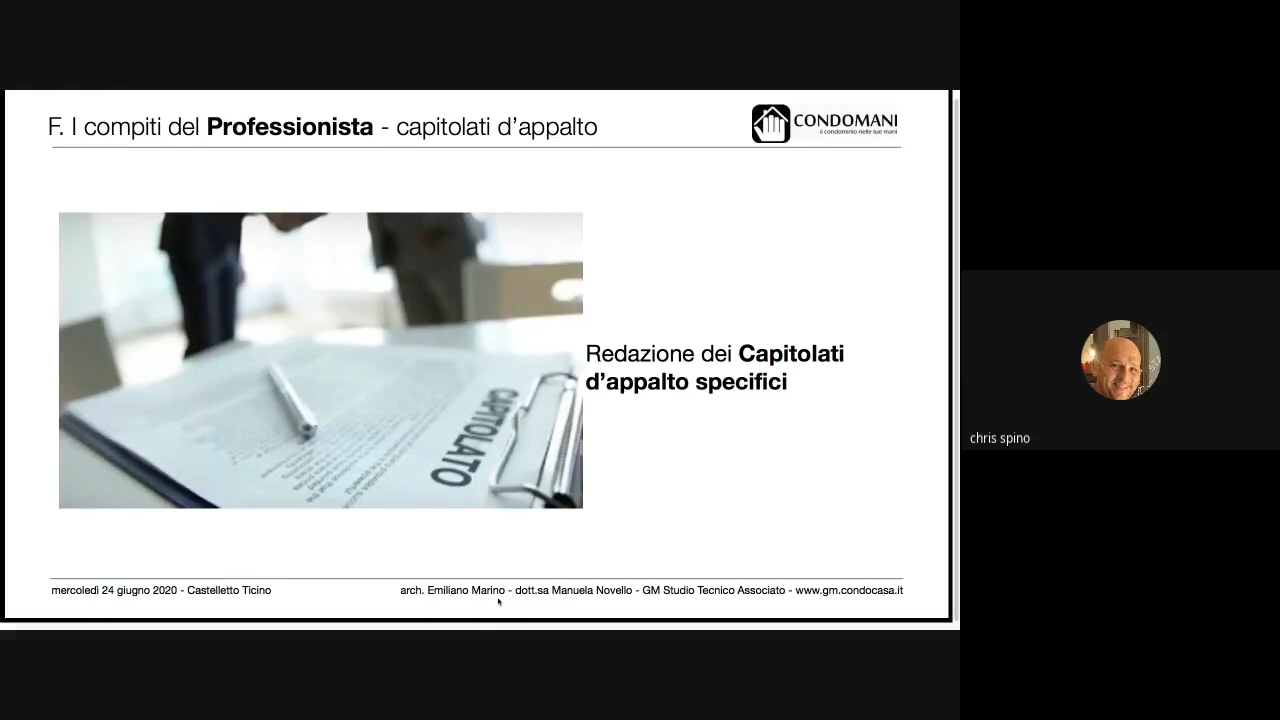 F. I compiti del Professionista - capitolati d’appalto
CONDOMANI
il condominio nelle tue mani
CAPITOLATO
Redazione dei Capitolati
d’appalto specifici
chris spino
mercoledì 24 giugno 2020 - Castelletto Ticino
arch. Emiliano Marino - dott.sa Manuela Novello - GM Studio Tecnico Associato - www.gm.condocasa.it